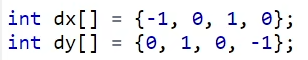 int dx[] = {-1, 0, 1, 0};
int dy[] = {0, 1, 0, -1};